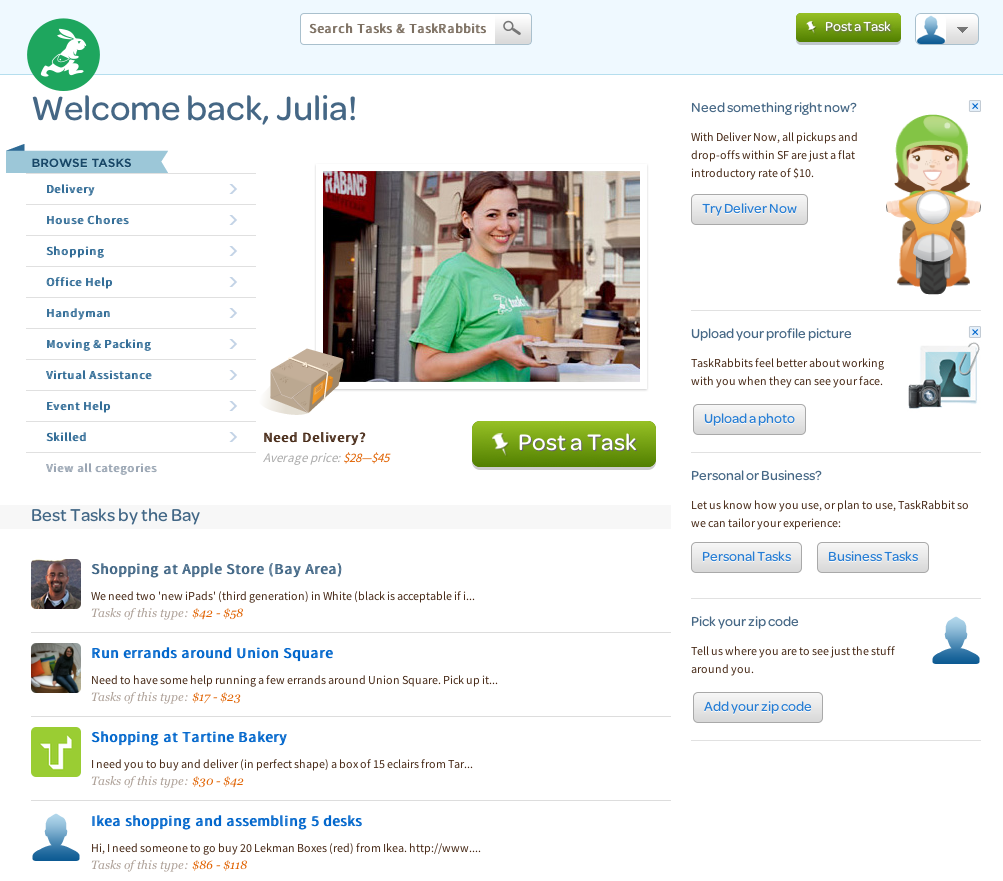 Search Tasks & TaskRabbits
Post a Task
Welcome back, Julia!
BROWSE TASKS
Delivery
House Chores
Shopping
Office Help
Handyman
Moving & Packing
Virtual Assistance
Event Help
Skilled
View all categories
RABAND
Need Delivery?
Average price: $28—$45
Post a Task
Best Tasks by the Bay
Shopping at Apple Store (Bay Area)
We need two 'new iPads' (third generation) in White (black is acceptable if i...
Tasks of this type: $42 - $58
Run errands around Union Square
Need to have some help running a few errands around Union Square. Pick up it...
Tasks of this type: $17 - $23
Shopping at Tartine Bakery
I need you to buy and deliver (in perfect shape) a box of 15 eclairs from Tar...
Tasks of this type: $30 - $42
Ikea shopping and assembling 5 desks
Hi, I need someone to go buy 20 Lekman Boxes (red) from Ikea. http://www....
Tasks of this type: $86 - $118
Need something right now?
With Deliver Now, all pickups and
drop-offs within SF are just a flat
introductory rate of $10.
Try Deliver Now
Upload your profile picture
TaskRabbits feel better about working
with you when they can see your face.
Upload a photo
Personal or Business?
Let us know how you use, or plan to use, TaskRabbit so
we can tailor your experience:
Personal Tasks
Business Tasks
Pick your zip code
Tell us where you are to see just the stuff
around you.
Add your zip code